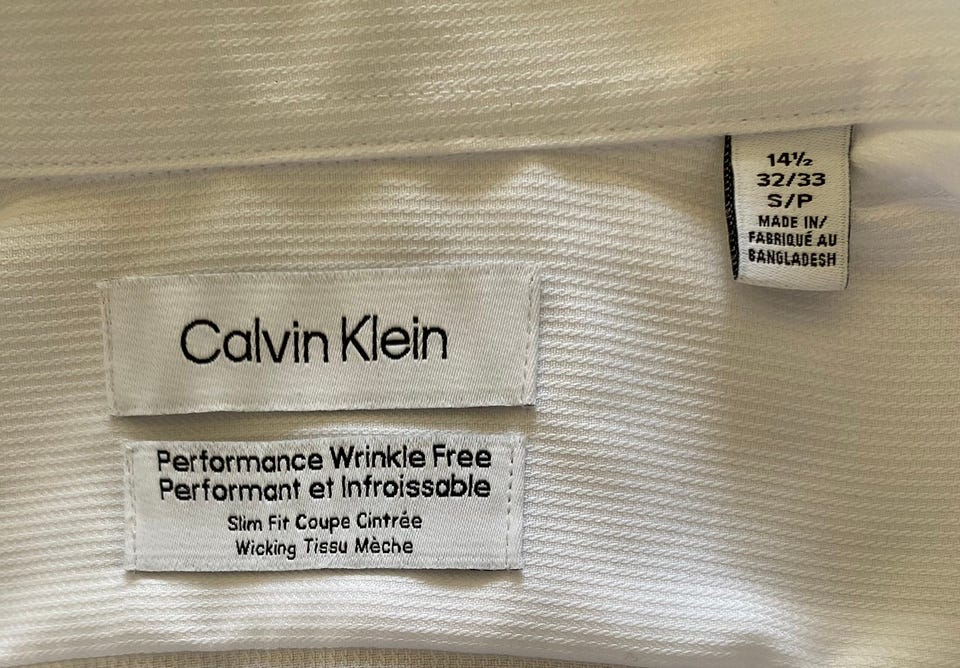 14½
32/33
S/P
MADE IN/
FABRIQUÉ AU
BANGLADESH
Calvin Klein
Performance Wrinkle Free
Performant et Infroissable
Slim Fit Coupe Cintrée
Wicking Tissu Mèche